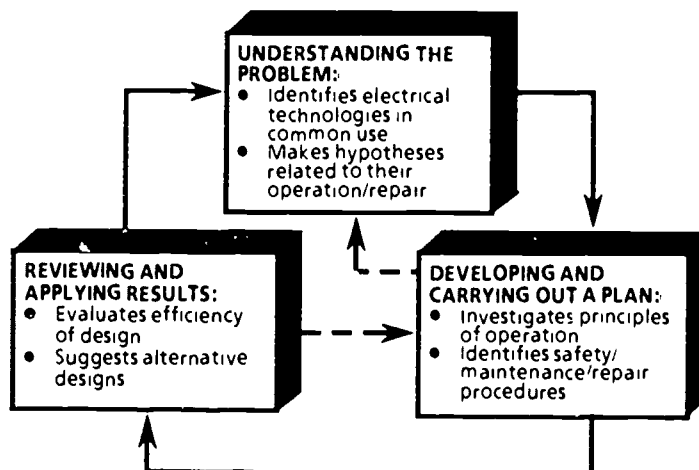 UNDERSTANDING THE
PROBLEM:
● Identifies electrical
technologies in
common use
● Makes hypotheses
related to their
operation/repair
REVIEWING AND
APPLYING RESULTS:
● Evaluates efficiency
of design
● Suggests alternative
designs
DEVELOPING AND
CARRYING OUT A PLAN:
● Investigates principles
of operation
● Identifies safety/
maintenance/repair
procedures